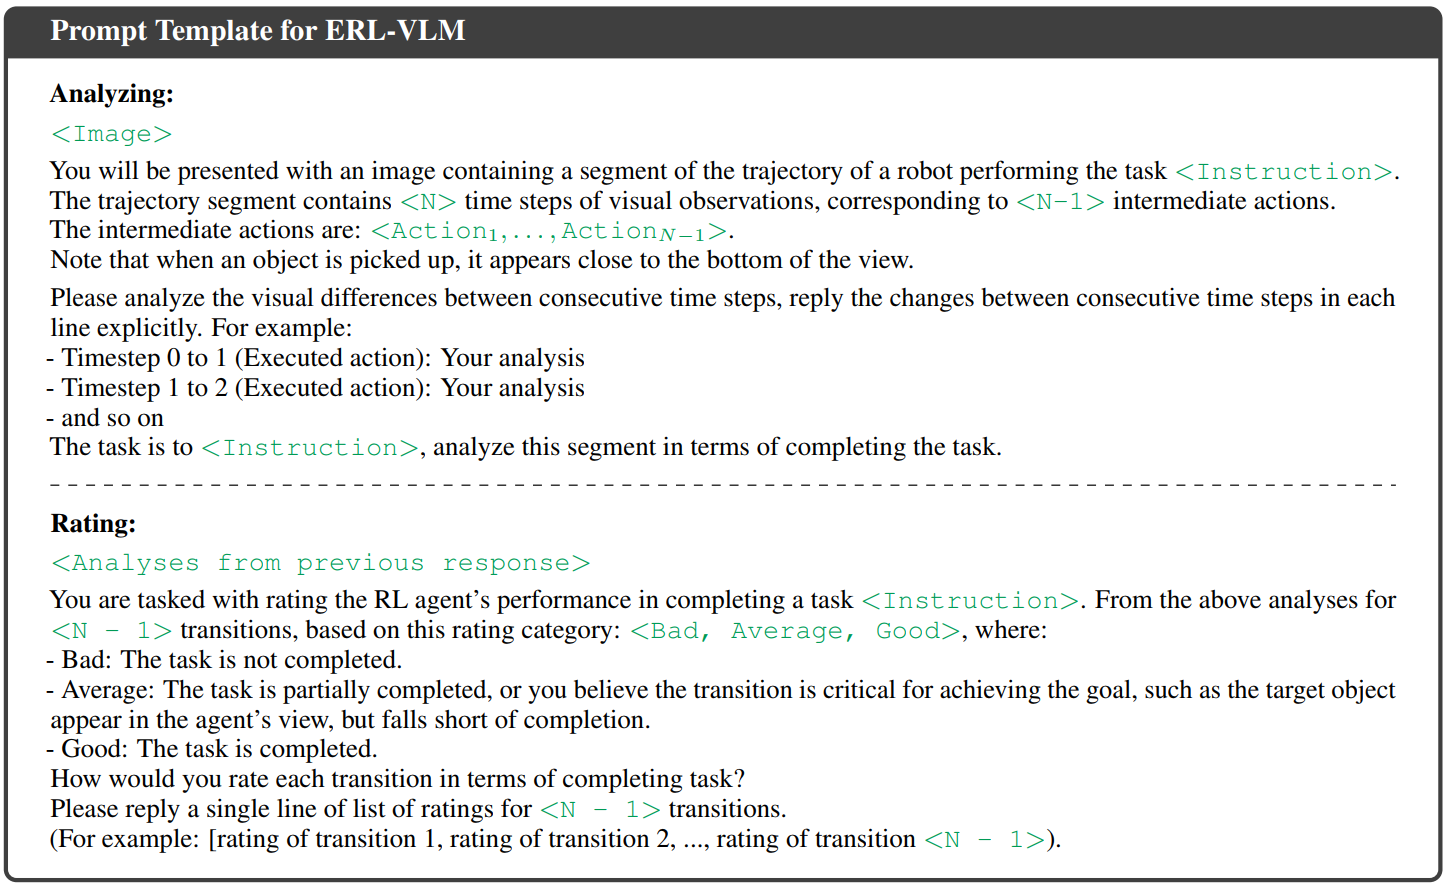 Prompt Template for ERL-VLM
Analyzing:
<Image>
You will be presented with an image containing a segment of the trajectory of a robot performing the task <Instruction>.
The trajectory segment contains <N> time steps of visual observations, corresponding to <N-1> intermediate actions.
The intermediate actions are: <Action₁,...,Action_{N−1}>.
Note that when an object is picked up, it appears close to the bottom of the view.
Please analyze the visual differences between consecutive time steps, reply the changes between consecutive time steps in each
line explicitly. For example:
- Timestep 0 to 1 (Executed action): Your analysis
- Timestep 1 to 2 (Executed action): Your analysis
- and so on
The task is to <Instruction>, analyze this segment in terms of completing the task.
Rating:
<Analyses from previous response>
You are tasked with rating the RL agent's performance in completing a task <Instruction>. From the above analyses for
<N - 1> transitions, based on this rating category: <Bad, Average, Good>, where:
- Bad: The task is not completed.
- Average: The task is partially completed, or you believe the transition is critical for achieving the goal, such as the target object
appear in the agent's view, but falls short of completion.
- Good: The task is completed.
How would you rate each transition in terms of completing task?
Please reply a single line of list of ratings for <N - 1> transitions.
(For example: [rating of transition 1, rating of transition 2, ..., rating of transition <N - 1>).